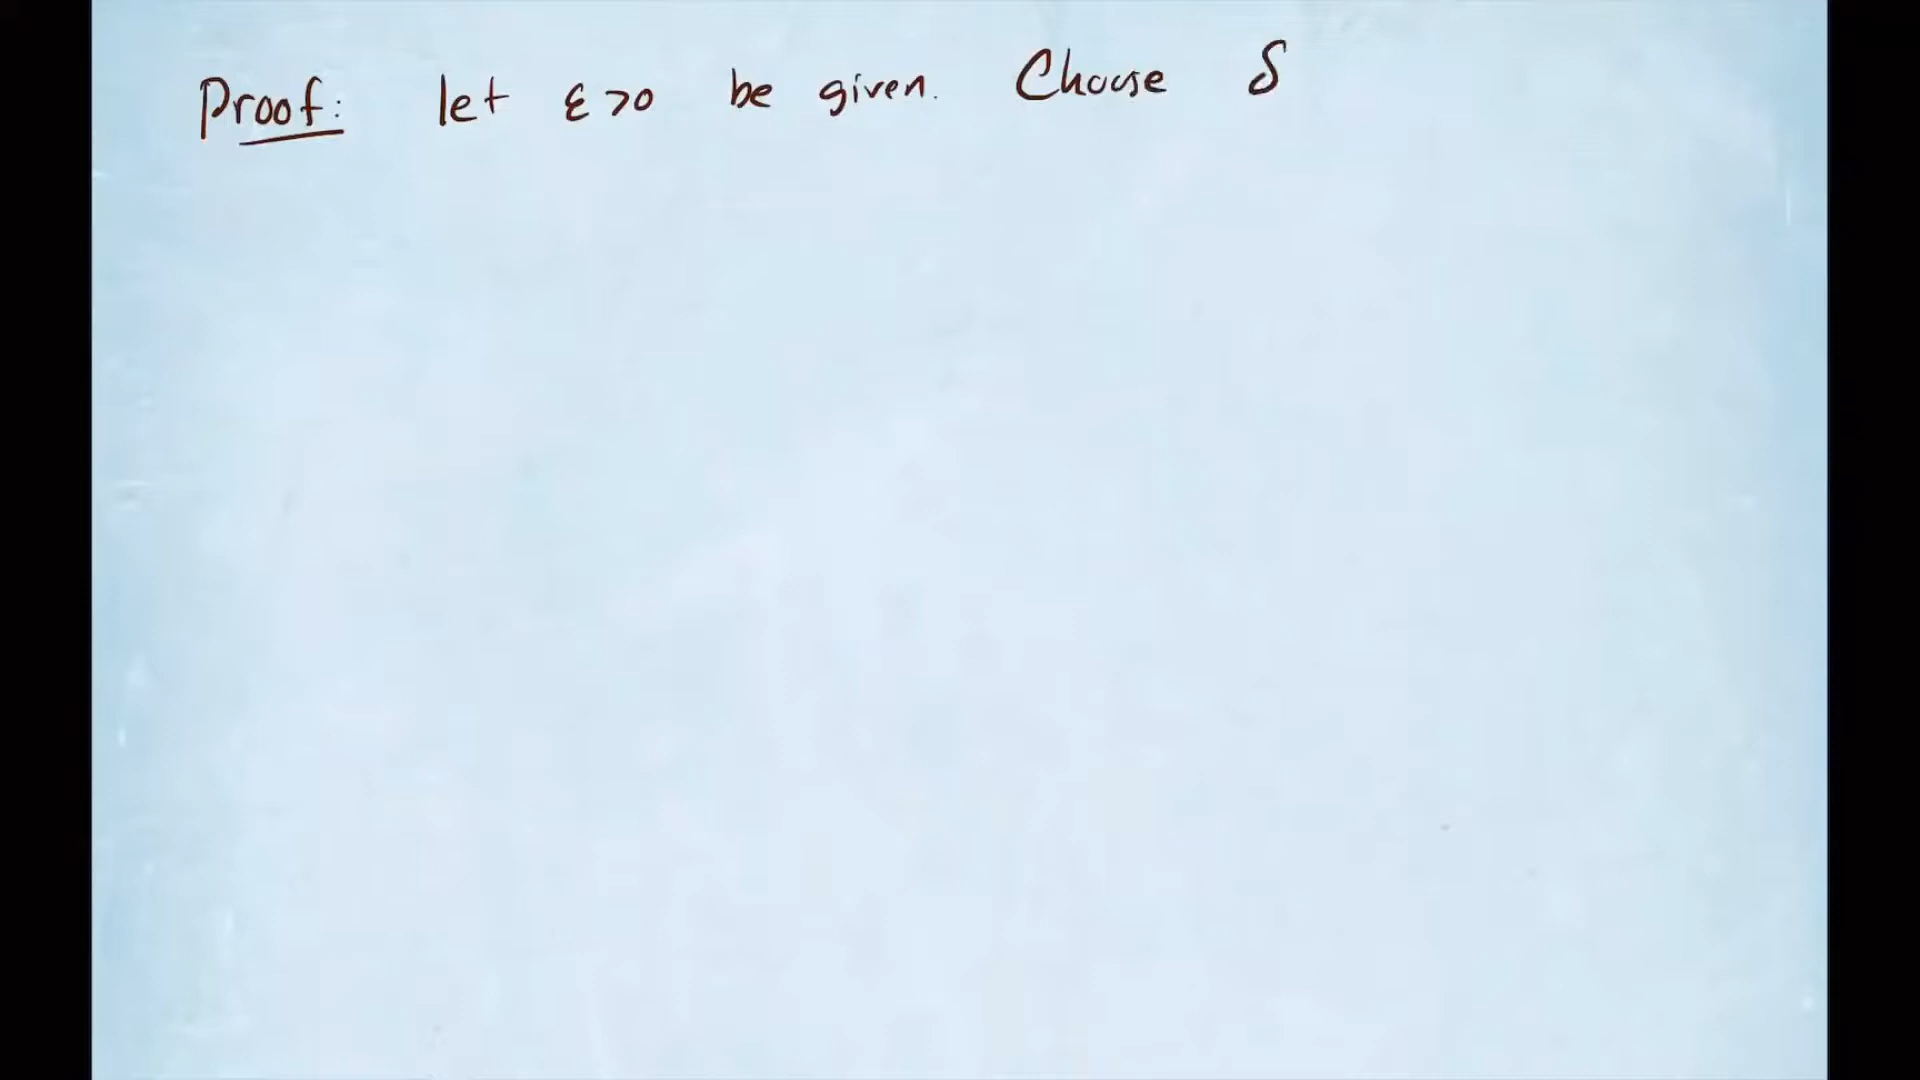 Proof: let ε>0 be given. Choose δ